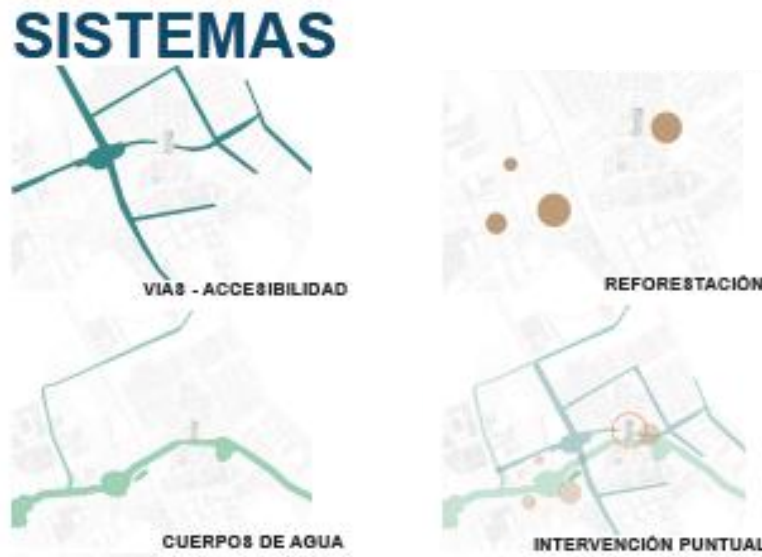 SISTEMAS
VIAS - ACCESIBILIDAD
REFORESTACIÓN
CUERPOS DE AGUA
INTERVENCIÓN PUNTUAL